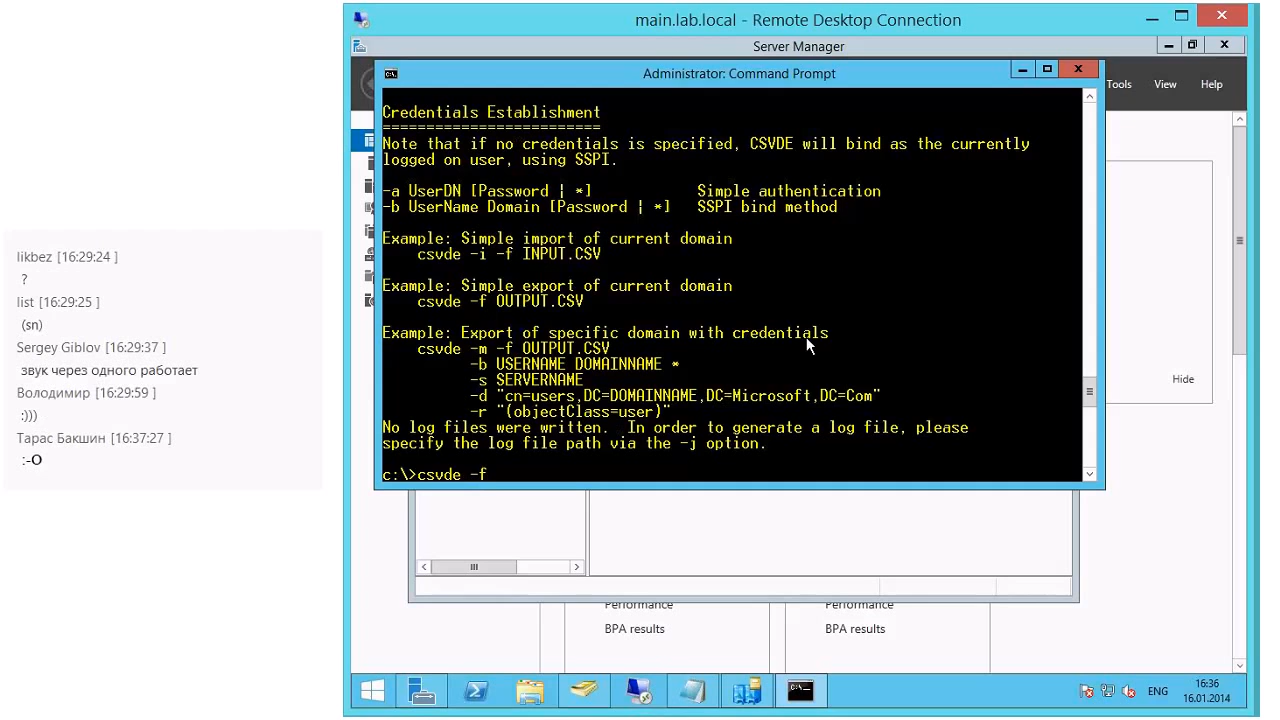 likbez [16:29:24 ]
?
list [16:29:25 ]
(sn)
Sergey Giblov [16:29:37 ]
звук через одного работает
Володимир [16:29:59 ]
:)))
Тарас Бакшин [16:37:27 ]
:-O
main.lab.local - Remote Desktop Connection
Server Manager
Tools View Help
Administrator: Command Prompt
Credentials Establishment
=========================
Note that if no credentials is specified, CSVDE will bind as the currently
logged on user, using SSPI.
-a UserDN [Password | *] Simple authentication
-b UserName Domain [Password | *] SSPI bind method
Example: Simple import of current domain
csvde -i -f INPUT.CSV
Example: Simple export of current domain
csvde -f OUTPUT.CSV
Example: Export of specific domain with credentials
csvde -m -f OUTPUT.CSV
-b USERNAME DOMAINNAME *
-s SERVERNAME
-d "cn=users,DC=DOMAINNAME,DC=Microsoft,DC=Com"
-r "(objectClass=user)"
No log files were written. In order to generate a log file, please
specify the log file path via the -j option.
c:\>csvde -f
Hide
Performance Performance
BPA results BPA results
ENG
16:36
16.01.2014